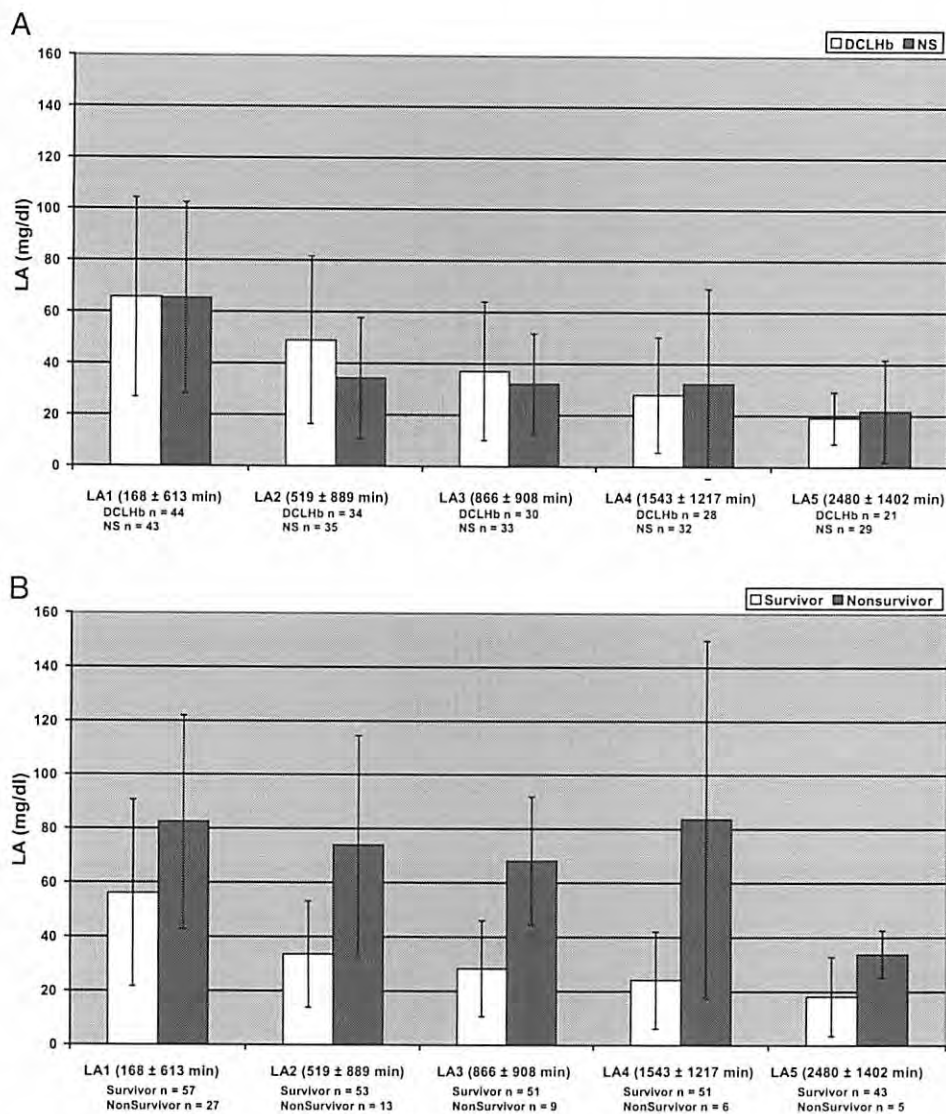 A
DCLHb NS
160
140
120
100
80
60
40
20
0
LA (mg/dl)
LA1 (168 ± 613 min)
DCLHb n = 44
NS n = 43
LA2 (519 ± 889 min)
DCLHb n = 34
NS n = 35
LA3 (866 ± 908 min)
DCLHb n = 30
NS n = 33
LA4 (1543 ± 1217 min)
DCLHb n = 28
NS n = 32
LA5 (2480 ± 1402 min)
DCLHb n = 21
NS n = 29
B
Survivor Nonsurvivor
160
140
120
100
80
60
40
20
0
LA (mg/dl)
LA1 (168 ± 613 min)
Survivor n = 57
NonSurvivor n = 27
LA2 (519 ± 889 min)
Survivor n = 53
NonSurvivor n = 13
LA3 (866 ± 908 min)
Survivor n = 51
NonSurvivor n = 9
LA4 (1543 ± 1217 min)
Survivor n = 51
NonSurvivor n = 6
LA5 (2480 ± 1402 min)
Survivor n = 43
NonSurvivor n = 5